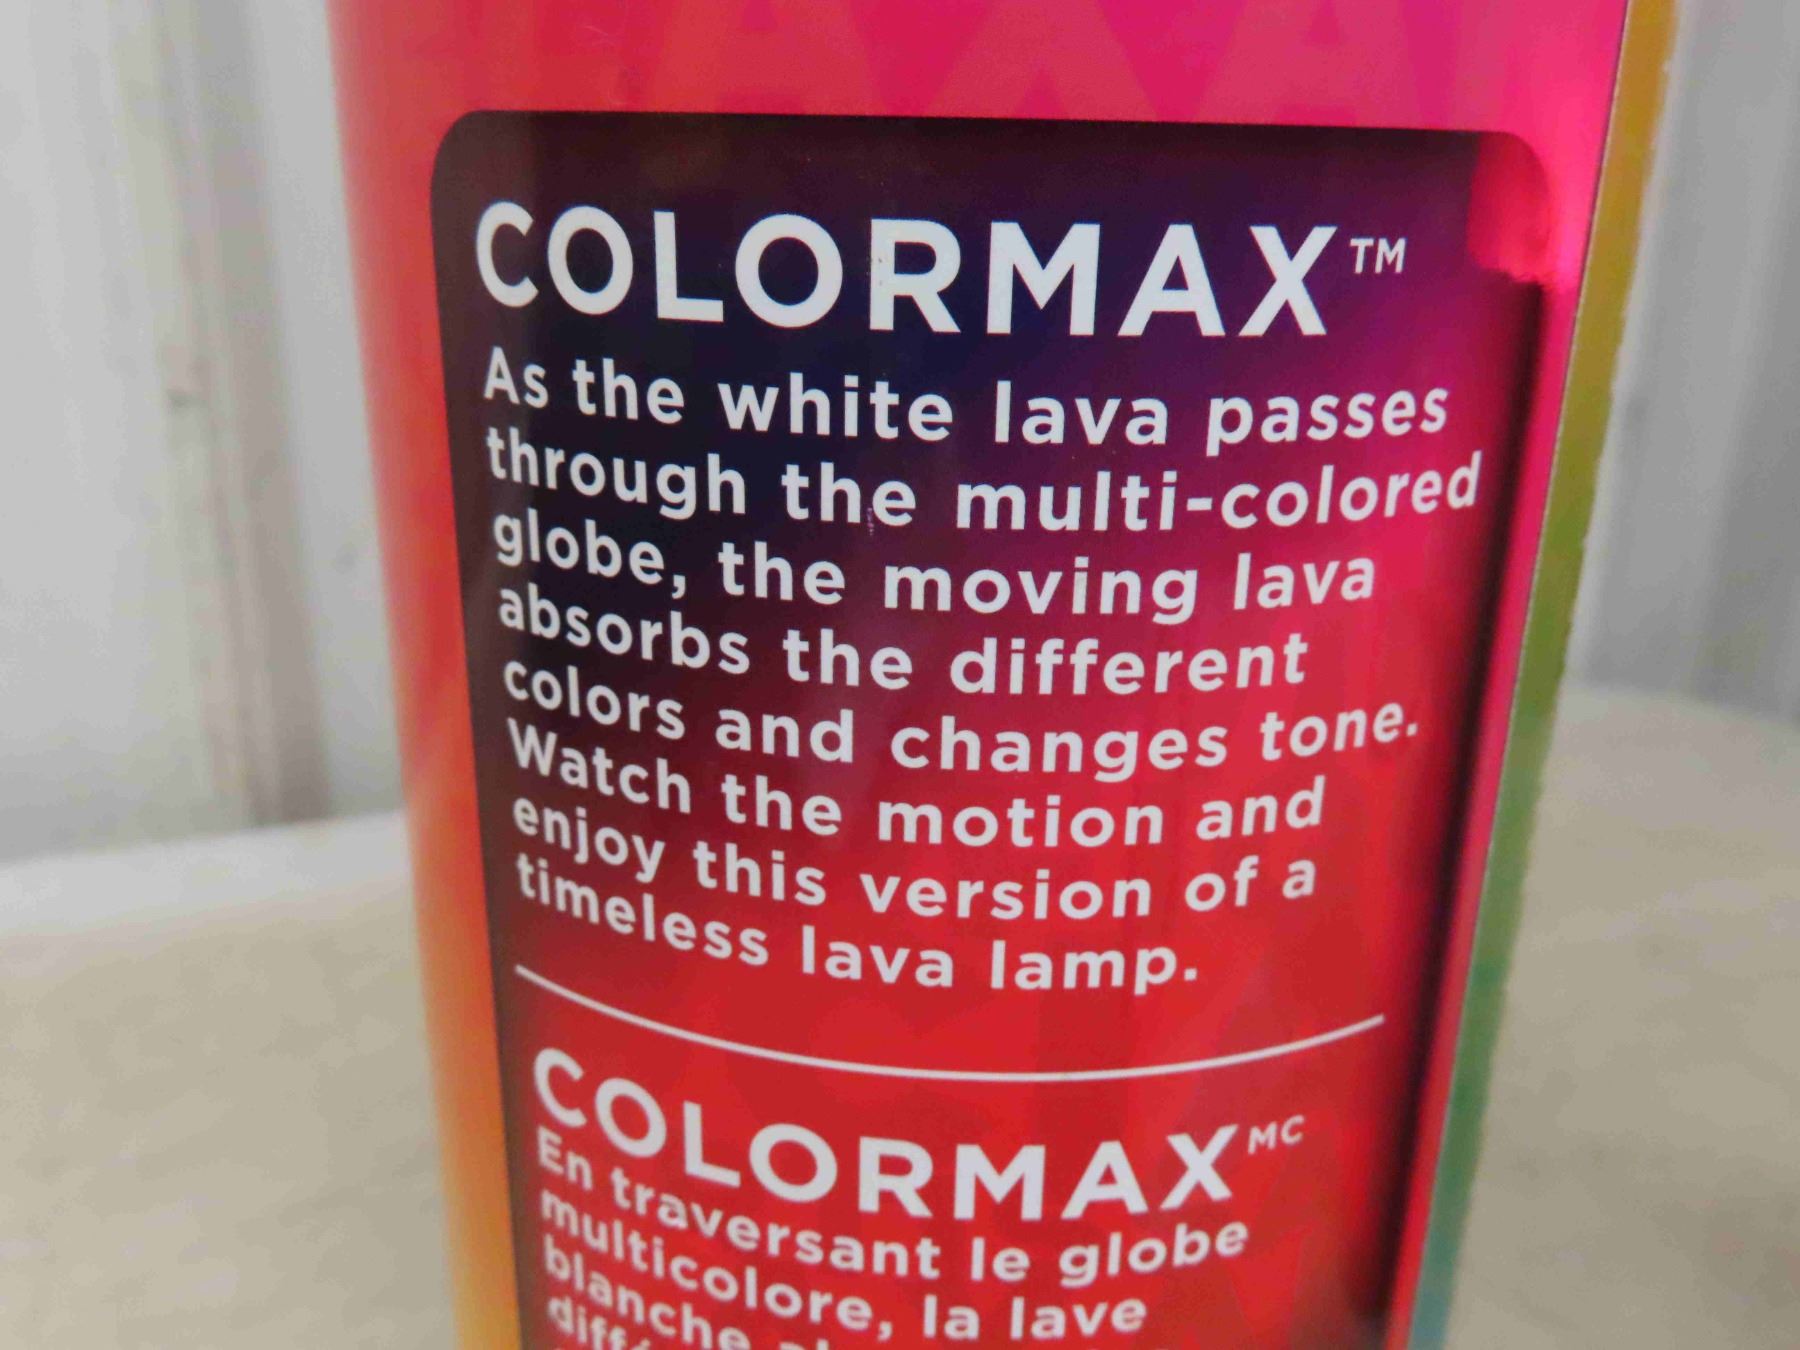 COLORMAX™
As the white lava passes
through the multi-colored
globe, the moving lava
absorbs the different
colors and changes tone.
Watch the motion and
enjoy this version of a
timeless lava lamp.
COLORMAX MC
En traversant le globe
multicolore, la lave
blanche